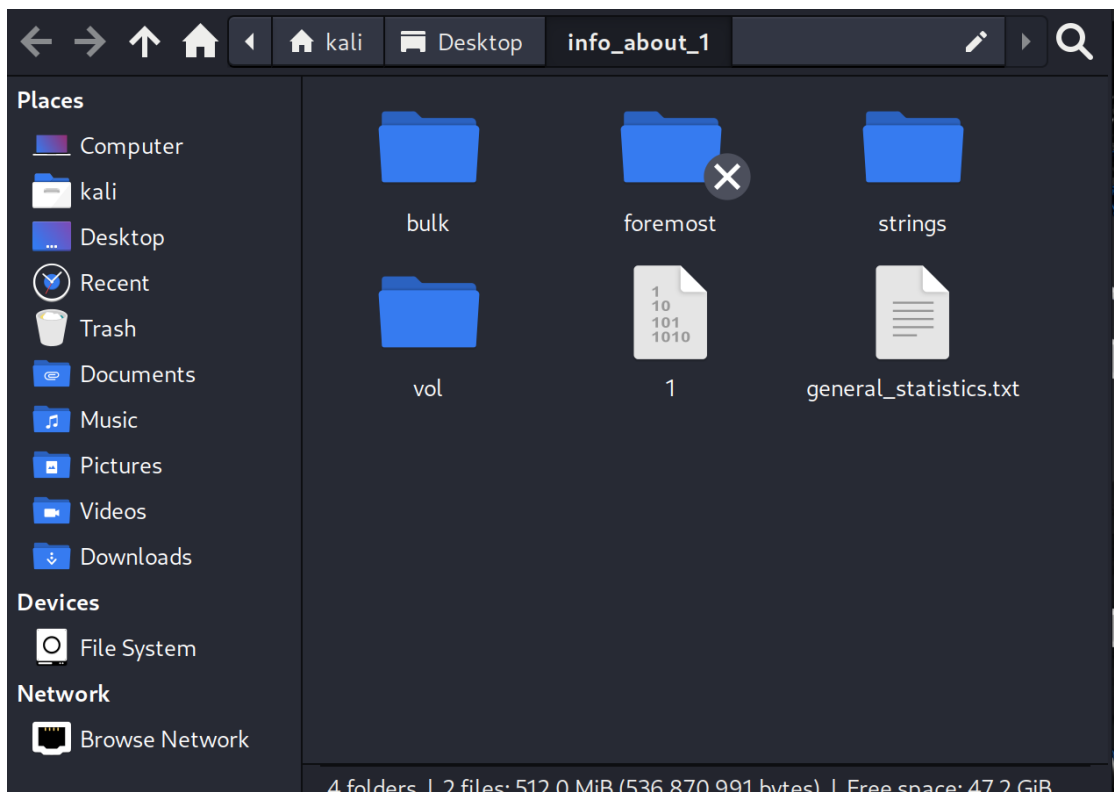 kali Desktop info_about_1
Places
Computer
kali
Desktop
Recent
Trash
Documents
Music
Pictures
Videos
Downloads
Devices
File System
Network
Browse Network
bulk foremost strings
1
10
101
1010
vol 1 general_statistics.txt
4 folders | 2 files: 512.0 MiB (536,870,991 bytes) | Free space: 47.2 GiB